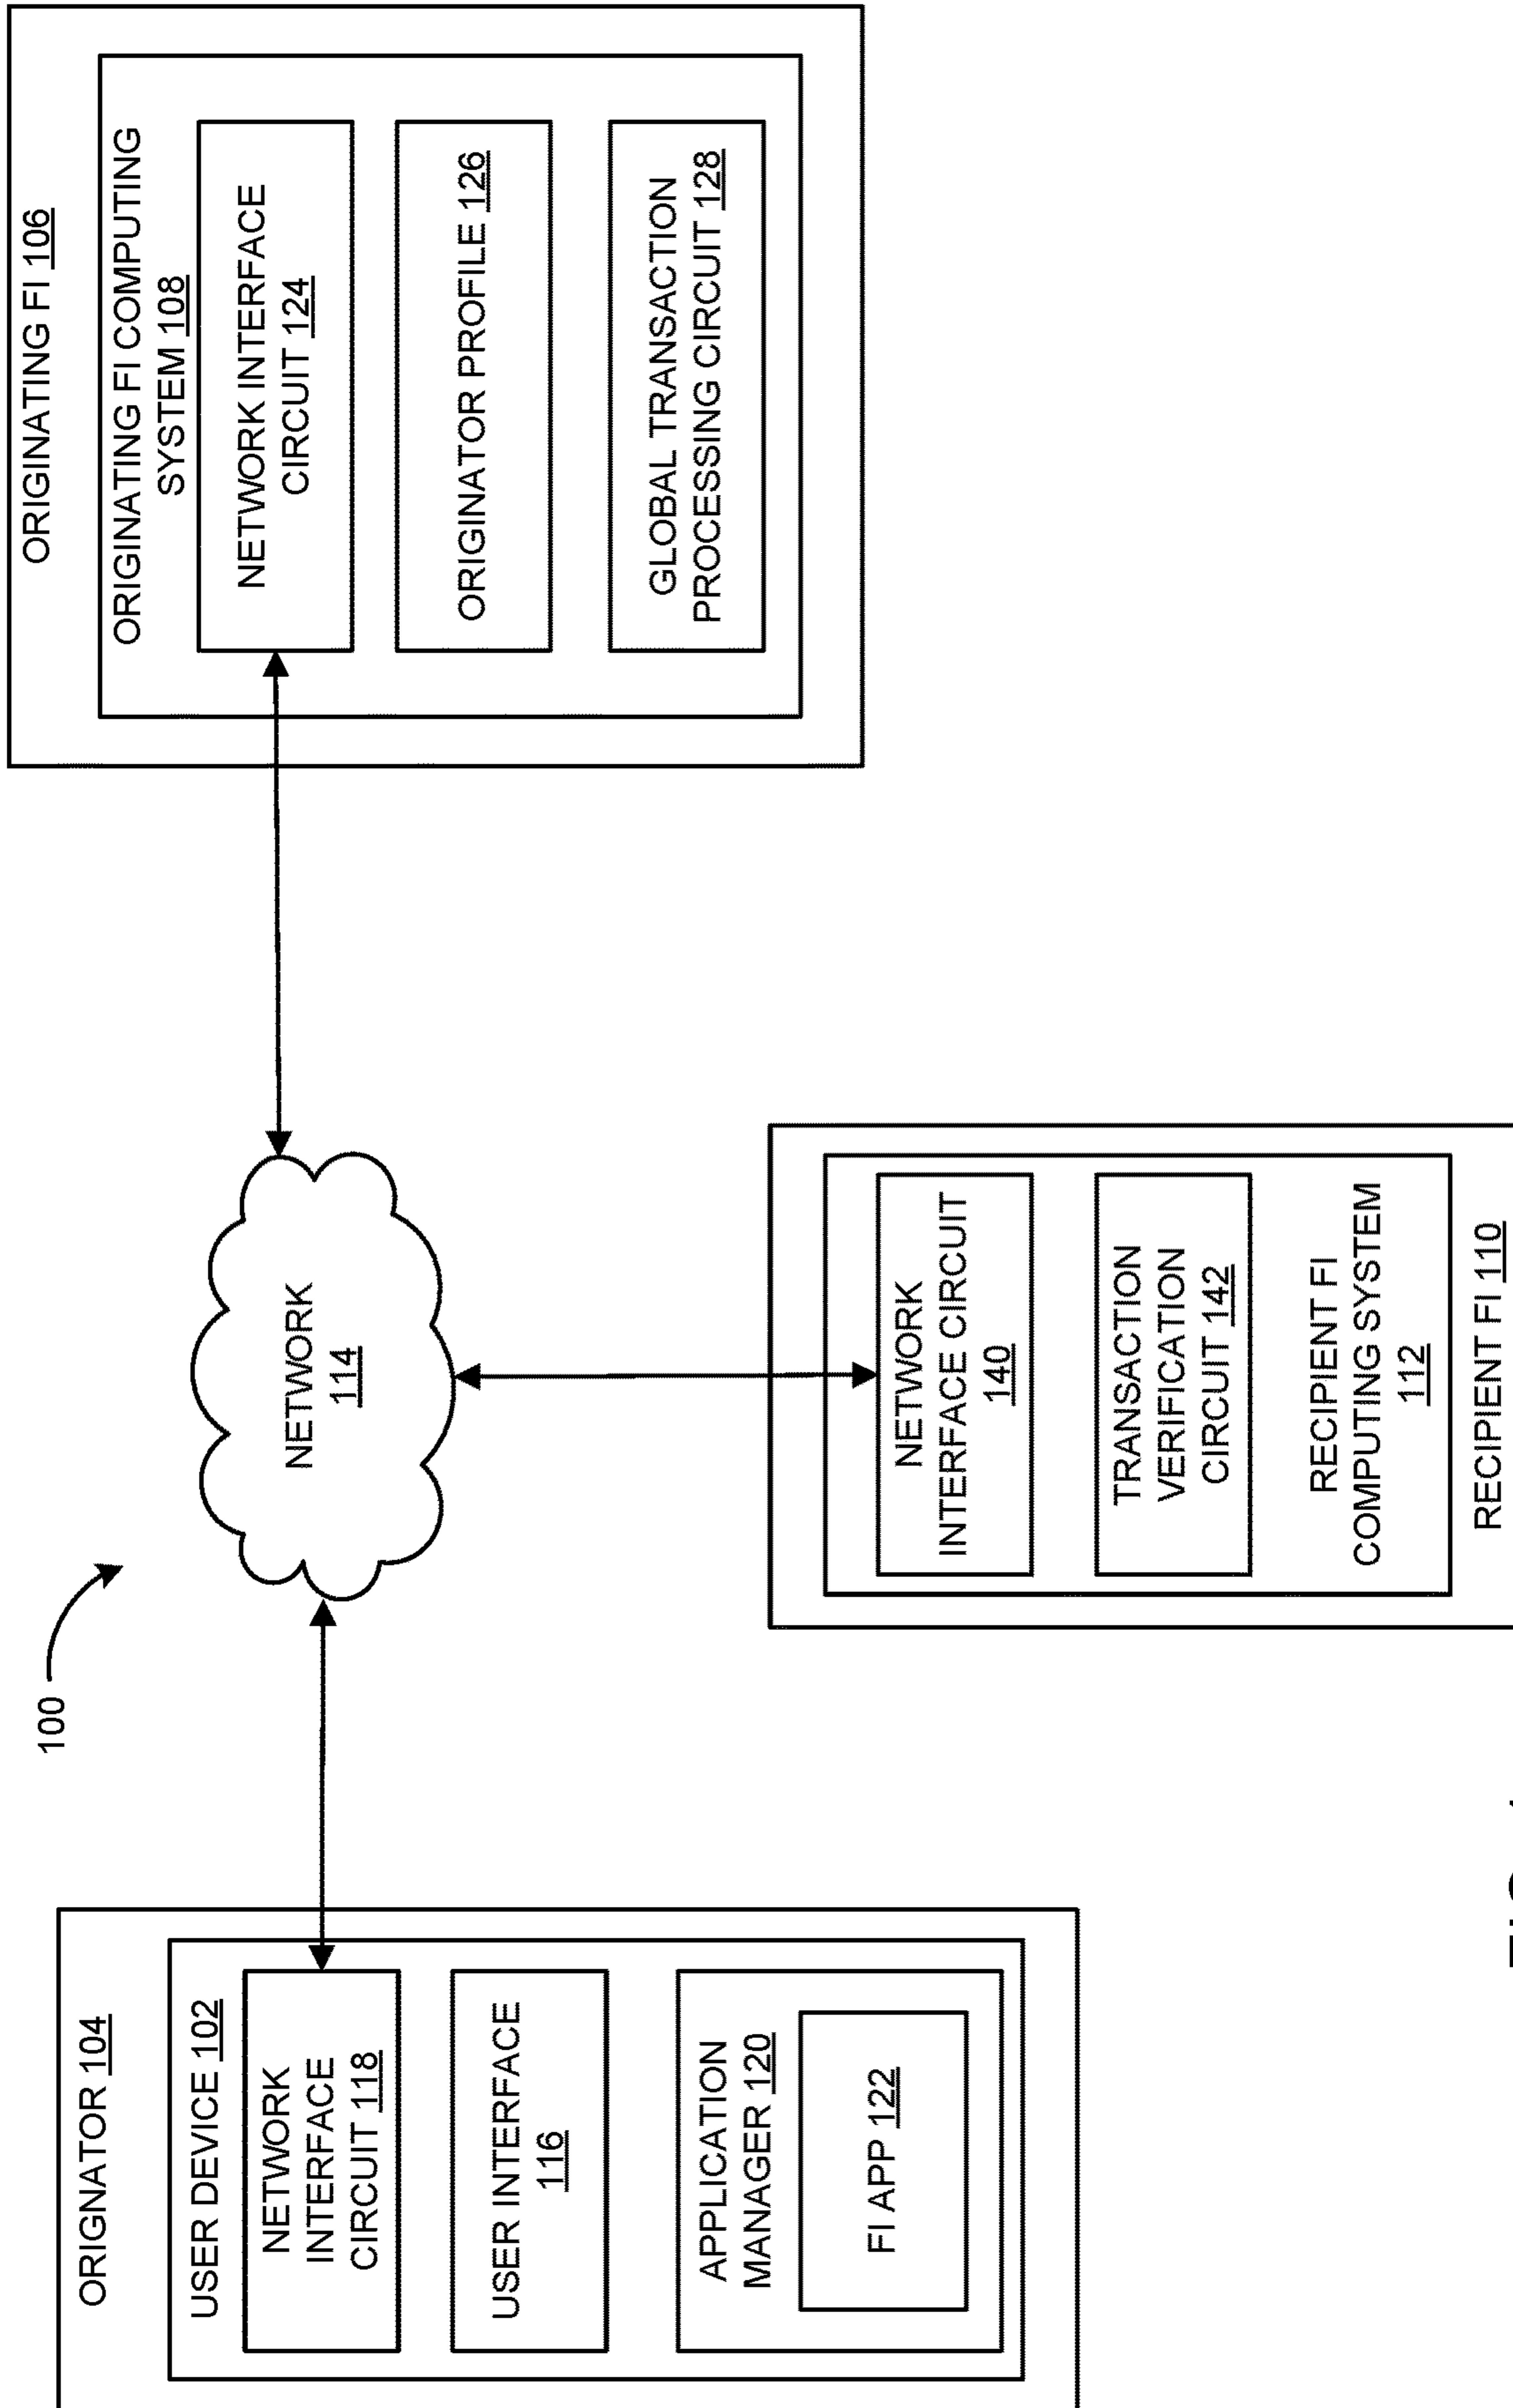 100
ORIGNATOR 104
USER DEVICE 102
NETWORK
INTERFACE
CIRCUIT 118
USER INTERFACE
116
APPLICATION
MANAGER 120
FI APP 122
NETWORK
114
ORIGINATING FI 106
ORIGINATING FI COMPUTING
SYSTEM 108
NETWORK INTERFACE
CIRCUIT 124
ORIGINATOR PROFILE 126
GLOBAL TRANSACTION
PROCESSING CIRCUIT 128
NETWORK
INTERFACE CIRCUIT
140
TRANSACTION
VERIFICATION
CIRCUIT 142
RECIPIENT FI
COMPUTING SYSTEM
112
RECIPIENT FI 110